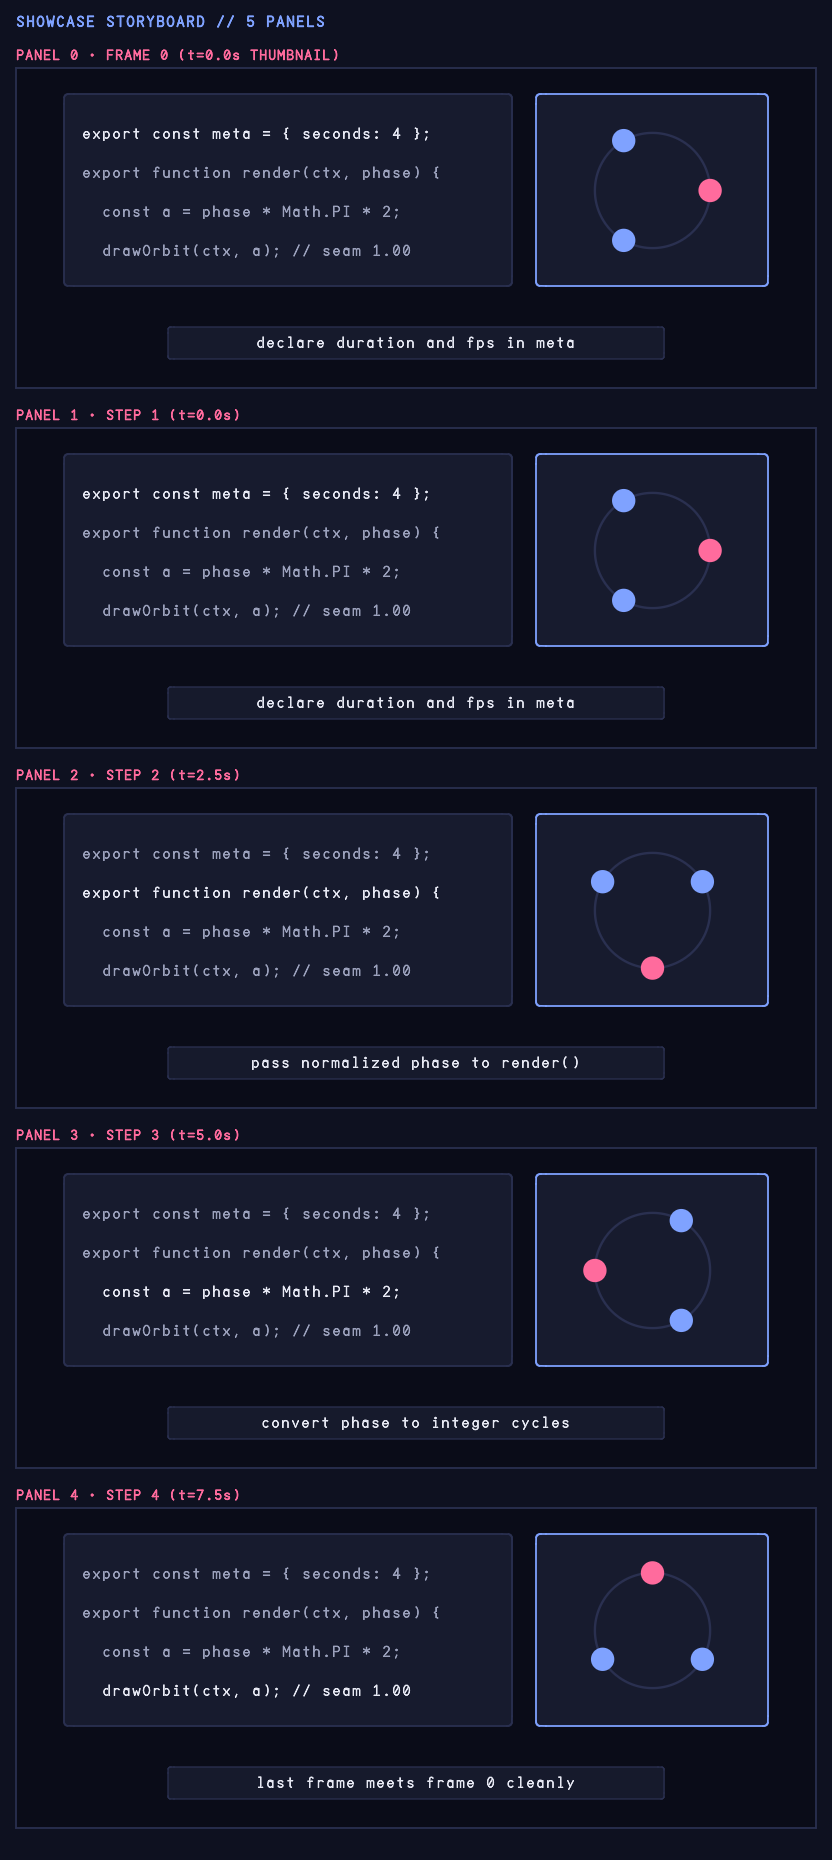 SHOWCASE STORYBOARD // 5 PANELS
PANEL 0 • FRAME 0 (t=0.0s THUMBNAIL)
export const meta = { seconds: 4 };
export function render(ctx, phase) {
const a = phase * Math.PI * 2;
drawOrbit(ctx, a); // seam 1.00
declare duration and fps in meta
PANEL 1 • STEP 1 (t=0.0s)
export const meta = { seconds: 4 };
export function render(ctx, phase) {
const a = phase * Math.PI * 2;
drawOrbit(ctx, a); // seam 1.00
declare duration and fps in meta
PANEL 2 • STEP 2 (t=2.5s)
export const meta = { seconds: 4 };
export function render(ctx, phase) {
const a = phase * Math.PI * 2;
drawOrbit(ctx, a); // seam 1.00
pass normalized phase to render()
PANEL 3 • STEP 3 (t=5.0s)
export const meta = { seconds: 4 };
export function render(ctx, phase) {
const a = phase * Math.PI * 2;
drawOrbit(ctx, a); // seam 1.00
convert phase to integer cycles
PANEL 4 • STEP 4 (t=7.5s)
export const meta = { seconds: 4 };
export function render(ctx, phase) {
const a = phase * Math.PI * 2;
drawOrbit(ctx, a); // seam 1.00
last frame meets frame 0 cleanly